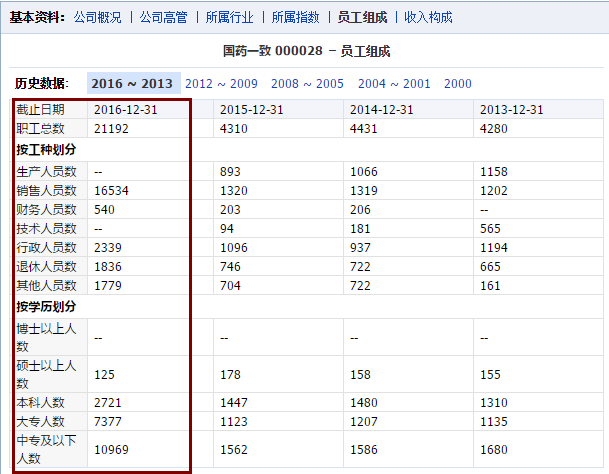 基本资料: 公司概况 | 公司高管 | 所属行业 | 所属指数 | 员工组成 | 收入构成
国药一致 000028 - 员工组成
历史数据: 2016 ~ 2013 2012 ~ 2009 2008 ~ 2005 2004 ~ 2001 2000
截止日期 2016-12-31 2015-12-31 2014-12-31 2013-12-31
职工总数 21192 4310 4431 4280
按工种划分
生产人员数 -- 893 1066 1158
销售人员数 16534 1320 1319 1202
财务人员数 540 203 206 --
技术人员数 -- 94 181 565
行政人员数 2339 1096 937 1194
退休人员数 1836 746 722 665
其他人员数 1779 704 722 161
按学历划分
博士以上人
数 -- -- -- --
硕士以上人
数 125 178 158 155
本科人数 2721 1447 1480 1310
大专人数 7377 1123 1207 1135
中专及以下
人数 10969 1562 1586 1680